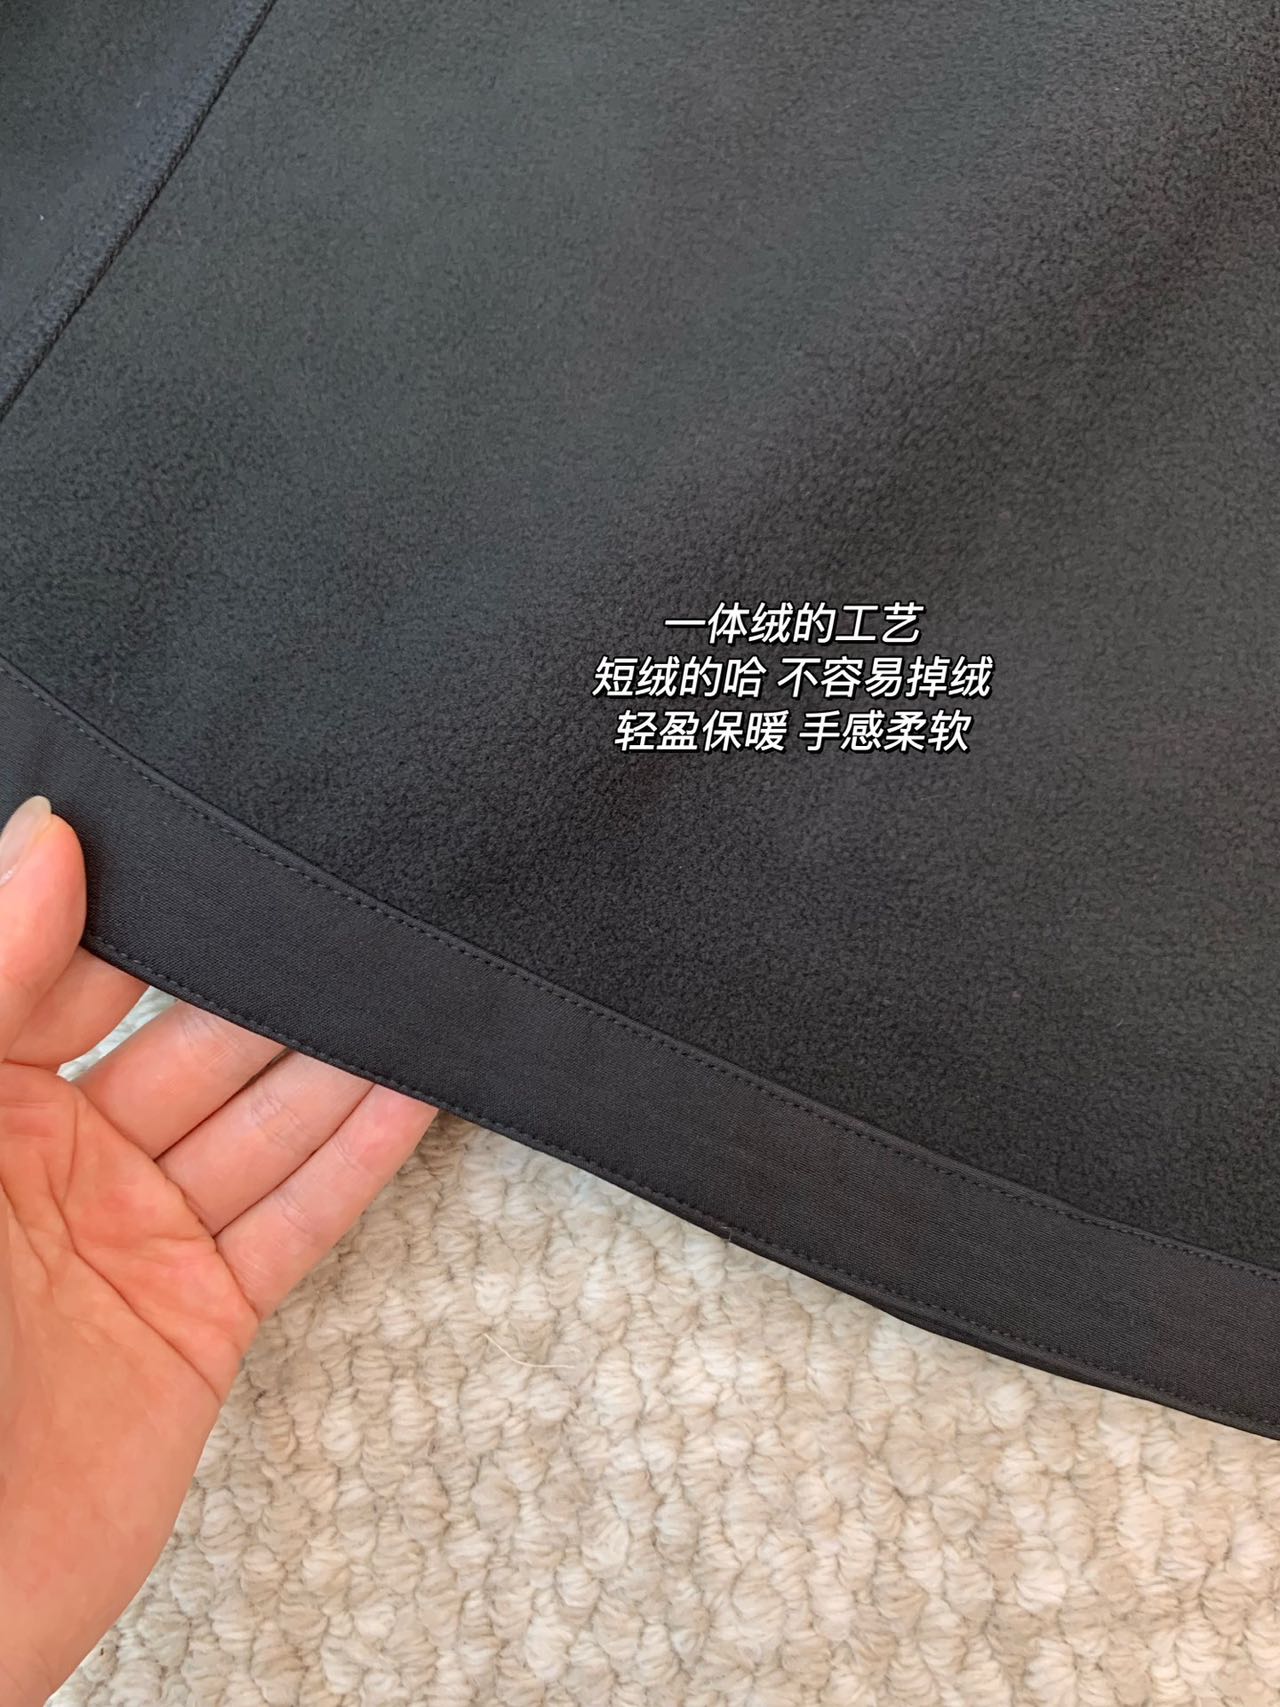 一体绒的工艺
短绒的哈 不容易掉绒
轻盈保暖 手感柔软